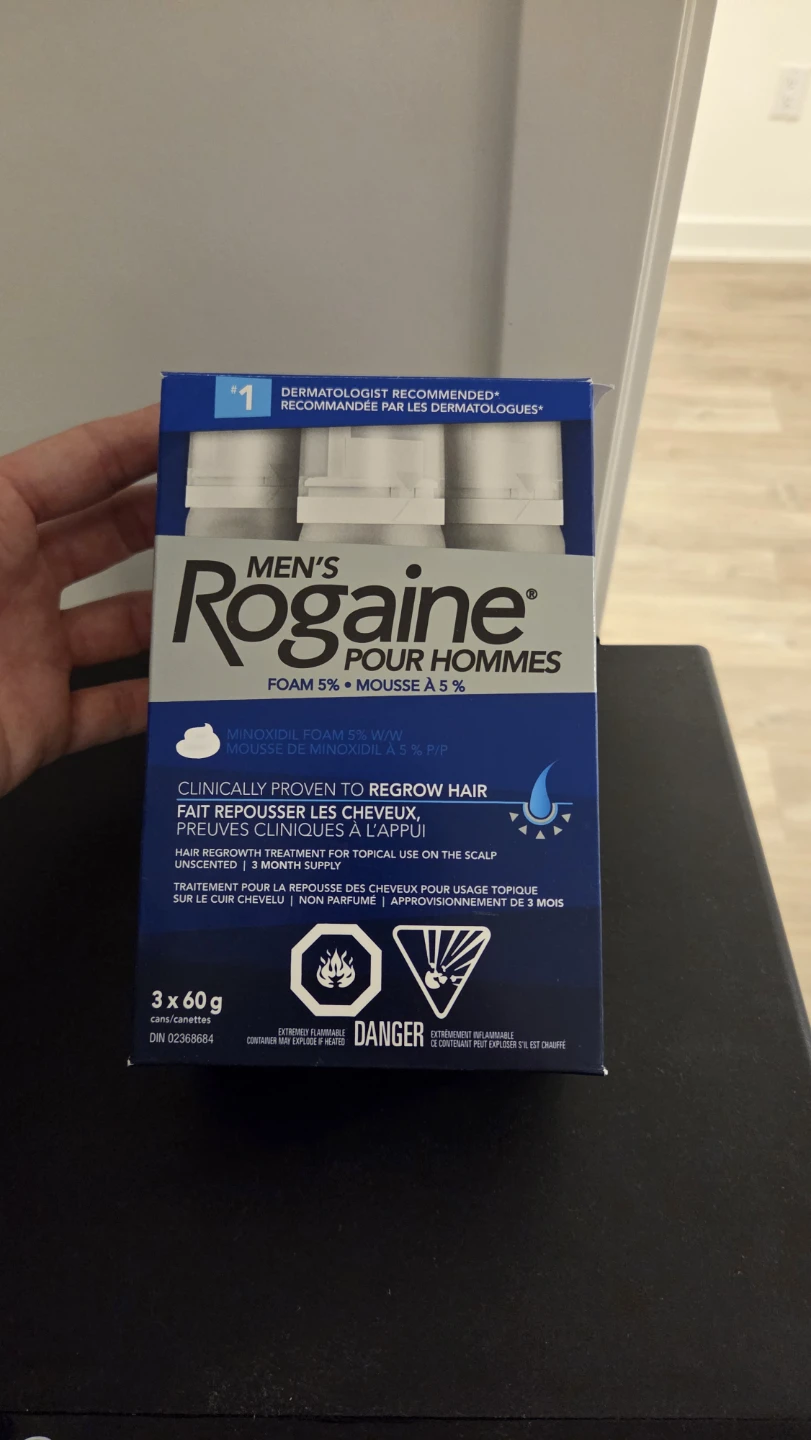 #1
DERMATOLOGIST RECOMMENDED*
RECOMMANDÉE PAR LES DERMATOLOGUES*
MEN'S
Rogaine®
POUR HOMMES
FOAM 5% • MOUSSE À 5 %
MINOXIDIL FOAM 5% W/W
MOUSSE DE MINOXIDIL À 5 % P/P
CLINICALLY PROVEN TO REGROW HAIR
FAIT REPOUSSER LES CHEVEUX,
PREUVES CLINIQUES À L'APPUI
HAIR REGROWTH TREATMENT FOR TOPICAL USE ON THE SCALP
UNSCENTED | 3 MONTH SUPPLY
TRAITEMENT POUR LA REPOUSSE DES CHEVEUX POUR USAGE TOPIQUE
SUR LE CUIR CHEVELU | NON PARFUMÉ | APPROVISIONNEMENT DE 3 MOIS
3 x 60 g
cans/canettes
DIN 02368684
EXTREMELY FLAMMABLE
CONTAINER MAY EXPLODE IF HEATED
DANGER
EXTRÊMEMENT INFLAMMABLE
CE CONTENANT PEUT EXPLOSER S'IL EST CHAUFFÉ